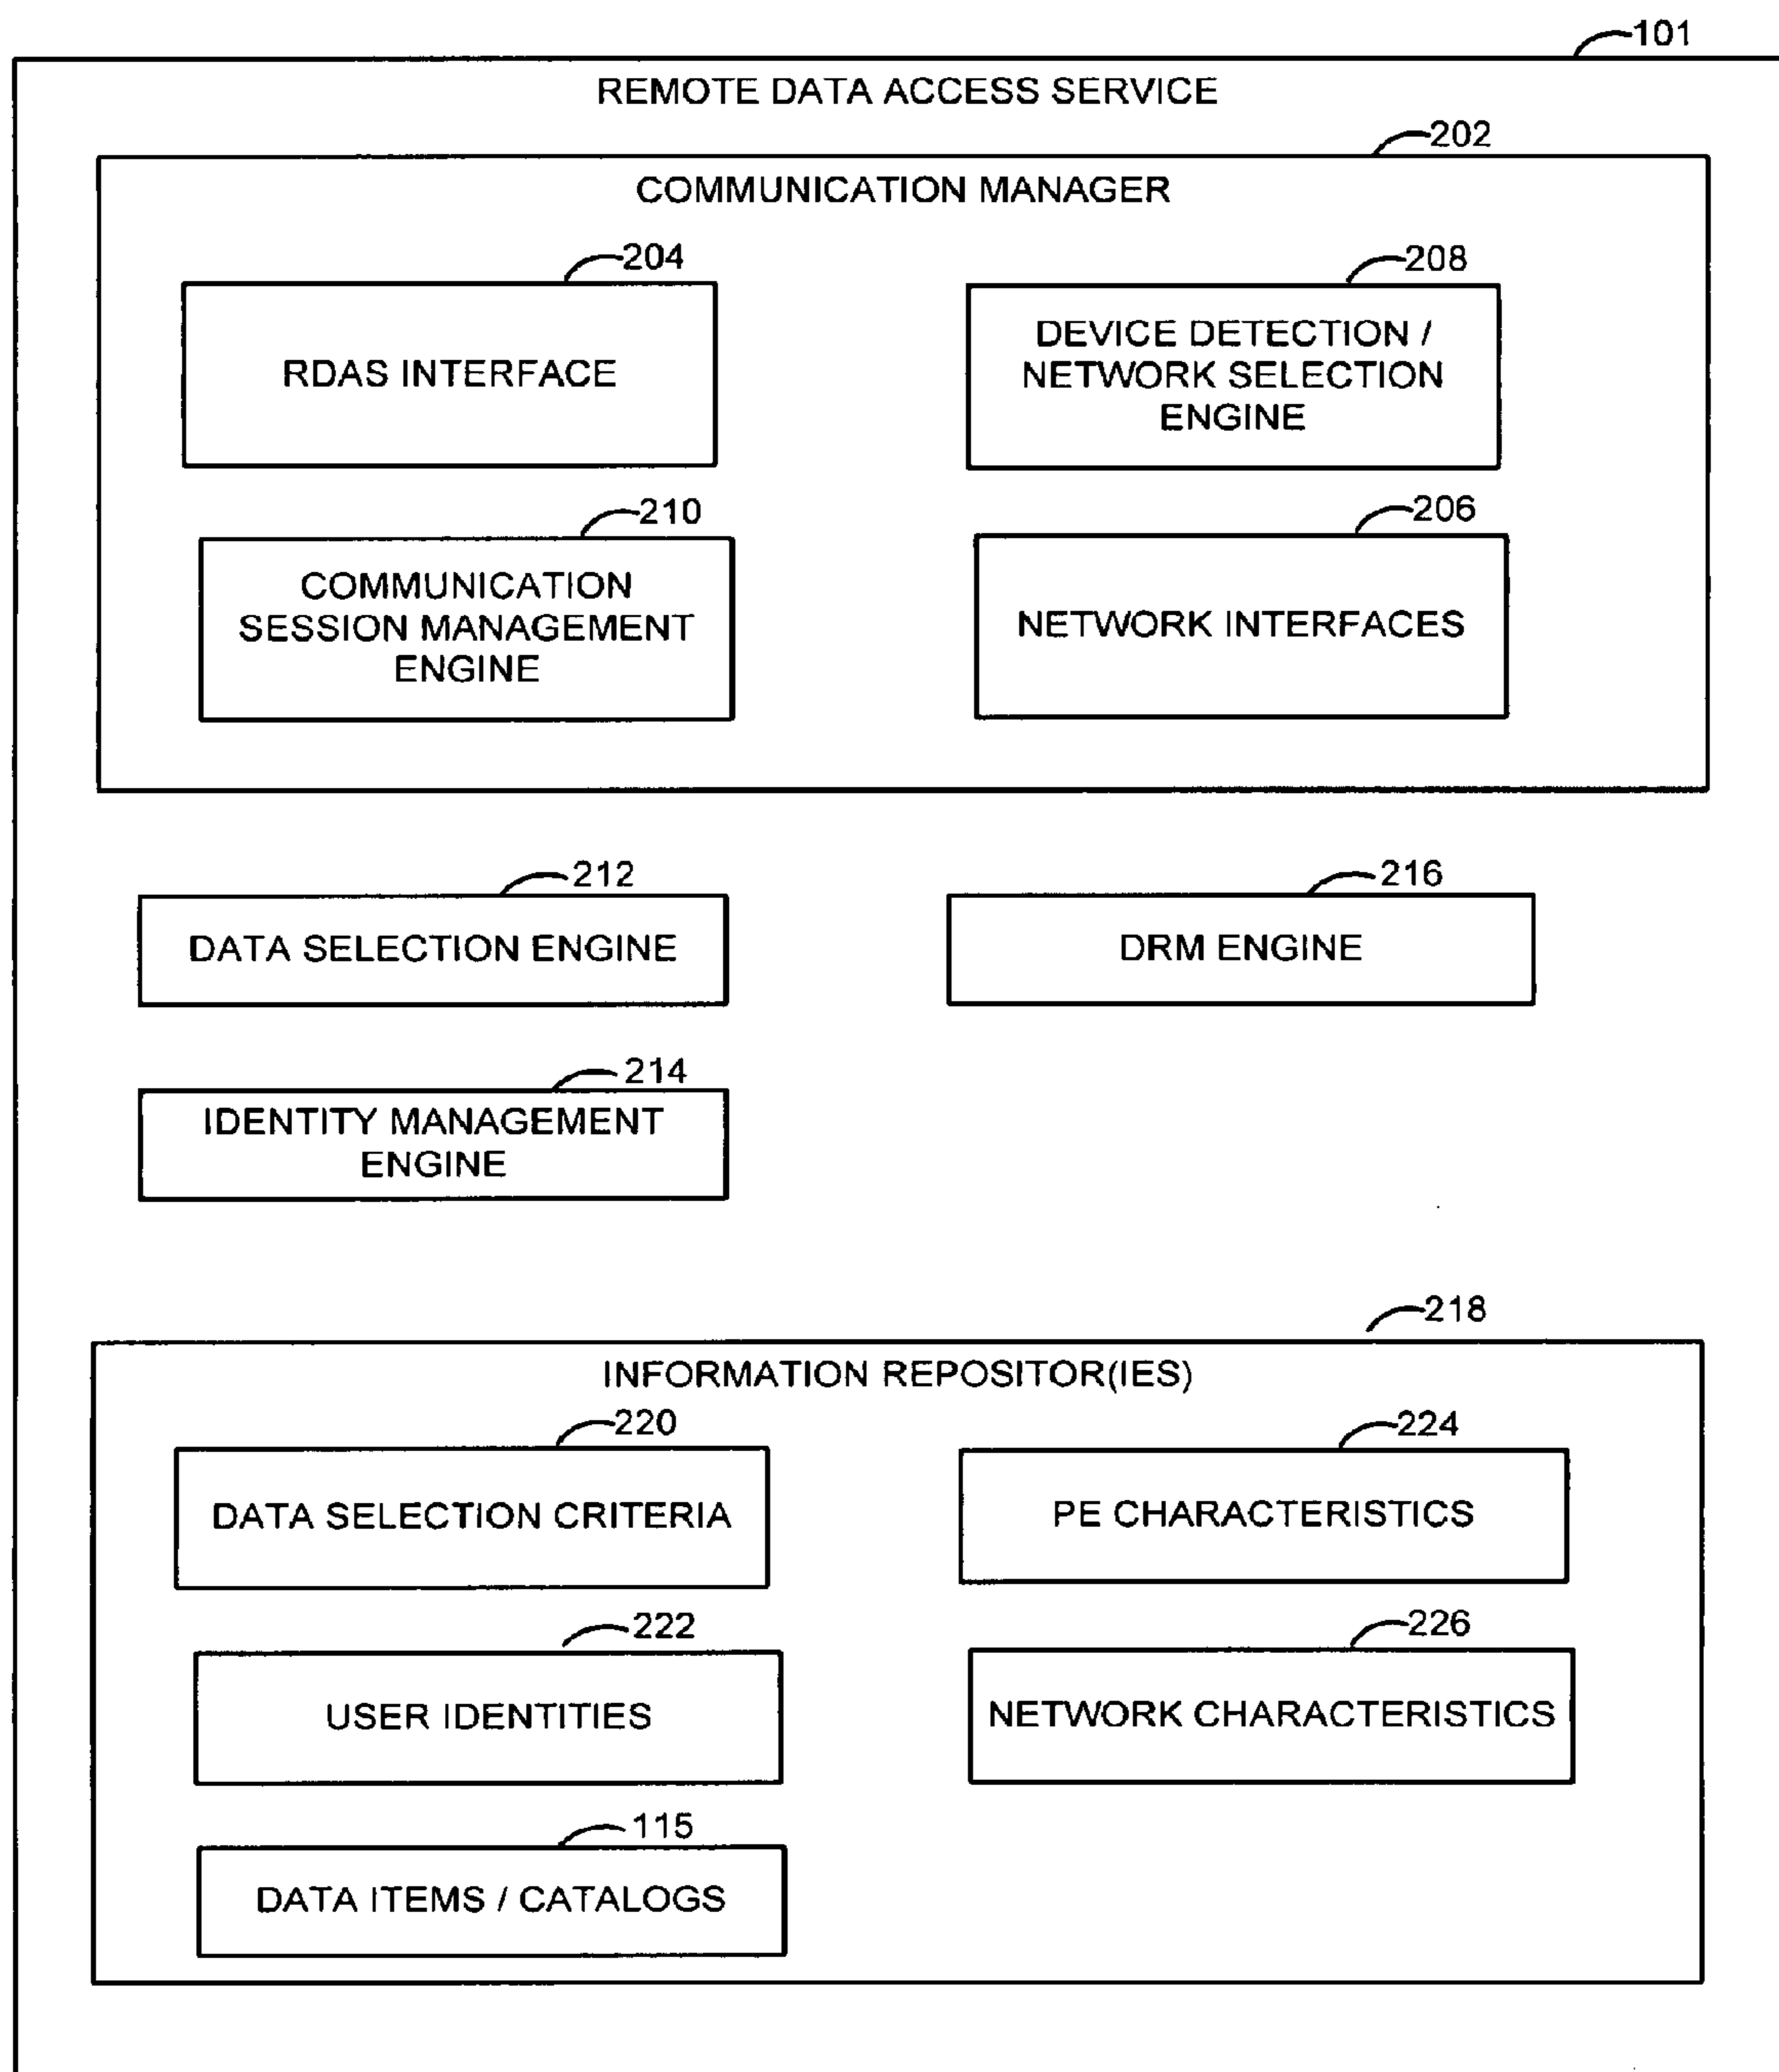 101
REMOTE DATA ACCESS SERVICE
202
COMMUNICATION MANAGER
204
RDAS INTERFACE
208
DEVICE DETECTION /
NETWORK SELECTION
ENGINE
210
COMMUNICATION
SESSION MANAGEMENT
ENGINE
206
NETWORK INTERFACES
212
DATA SELECTION ENGINE
216
DRM ENGINE
214
IDENTITY MANAGEMENT
ENGINE
218
INFORMATION REPOSITOR(IES)
220
DATA SELECTION CRITERIA
224
PE CHARACTERISTICS
222
USER IDENTITIES
226
NETWORK CHARACTERISTICS
115
DATA ITEMS / CATALOGS